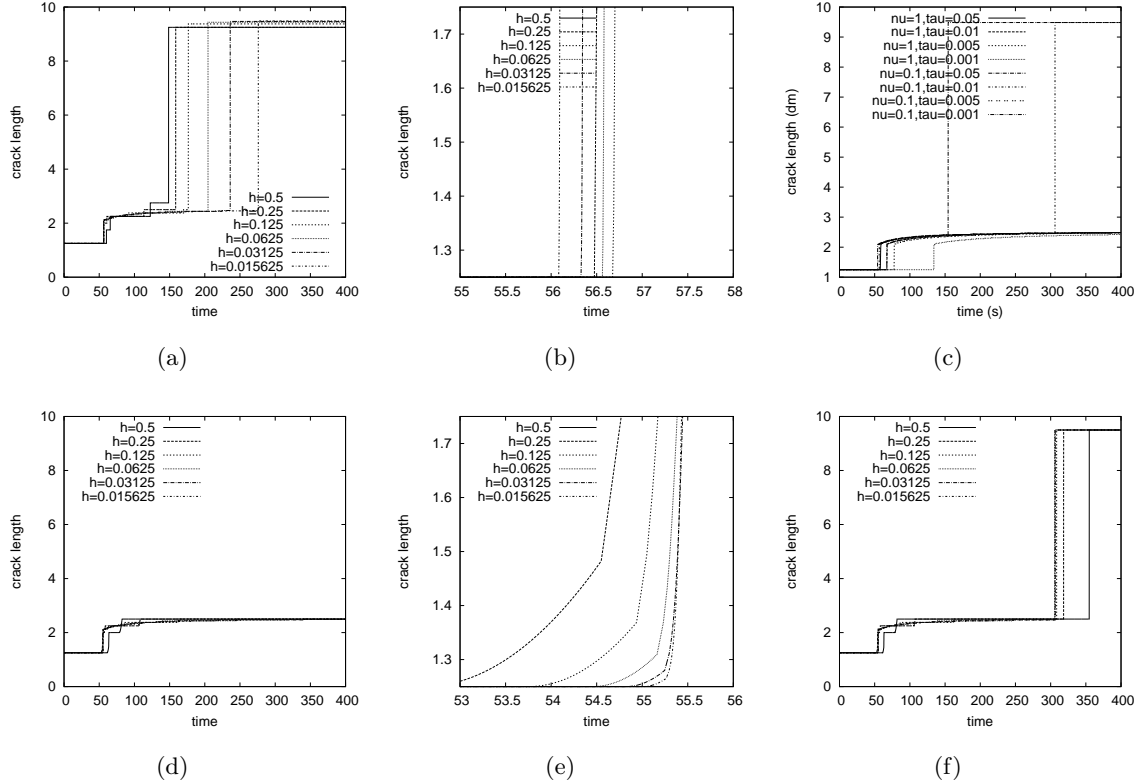 10
8
6
4
2
0
crack length
0 50 100 150 200 250 300 350 400
time
h=0.5
h=0.25
h=0.125
h=0.0625
h=0.03125
h=0.015625
(a)
1.7
1.6
1.5
1.4
1.3
crack length
55 55.5 56 56.5 57 57.5 58
time
h=0.5
h=0.25
h=0.125
h=0.0625
h=0.03125
h=0.015625
(b)
10
9
8
7
6
5
4
3
2
1
crack length (dm)
0 50 100 150 200 250 300 350 400
time (s)
nu=1,tau=0.05
nu=1,tau=0.01
nu=1,tau=0.005
nu=1,tau=0.001
nu=0.1,tau=0.05
nu=0.1,tau=0.01
nu=0.1,tau=0.005
nu=0.1,tau=0.001
(c)
10
8
6
4
2
0
crack length
0 50 100 150 200 250 300 350 400
time
h=0.5
h=0.25
h=0.125
h=0.0625
h=0.03125
h=0.015625
(d)
1.7
1.6
1.5
1.4
1.3
crack length
53 53.5 54 54.5 55 55.5 56
time
h=0.5
h=0.25
h=0.125
h=0.0625
h=0.03125
h=0.015625
(e)
10
8
6
4
2
0
crack length
0 50 100 150 200 250 300 350 400
time
h=0.5
h=0.25
h=0.125
h=0.0625
h=0.03125
h=0.015625
(f)